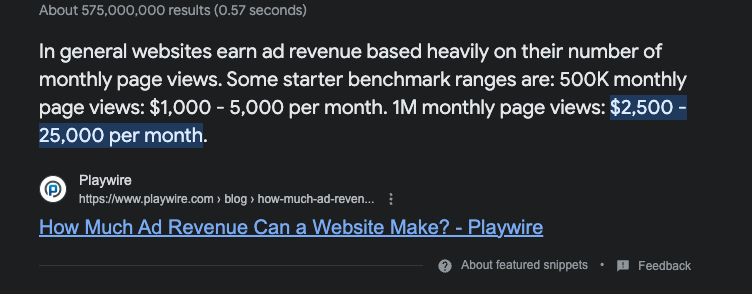 About 575,000,000 results (0.57 seconds)
In general websites earn ad revenue based heavily on their number of
monthly page views. Some starter benchmark ranges are: 500K monthly
page views: $1,000 - 5,000 per month. 1M monthly page views: $2,500 -
25,000 per month.
Playwire
https://www.playwire.com › blog › how-much-ad-reven...
How Much Ad Revenue Can a Website Make? - Playwire
About featured snippets • Feedback